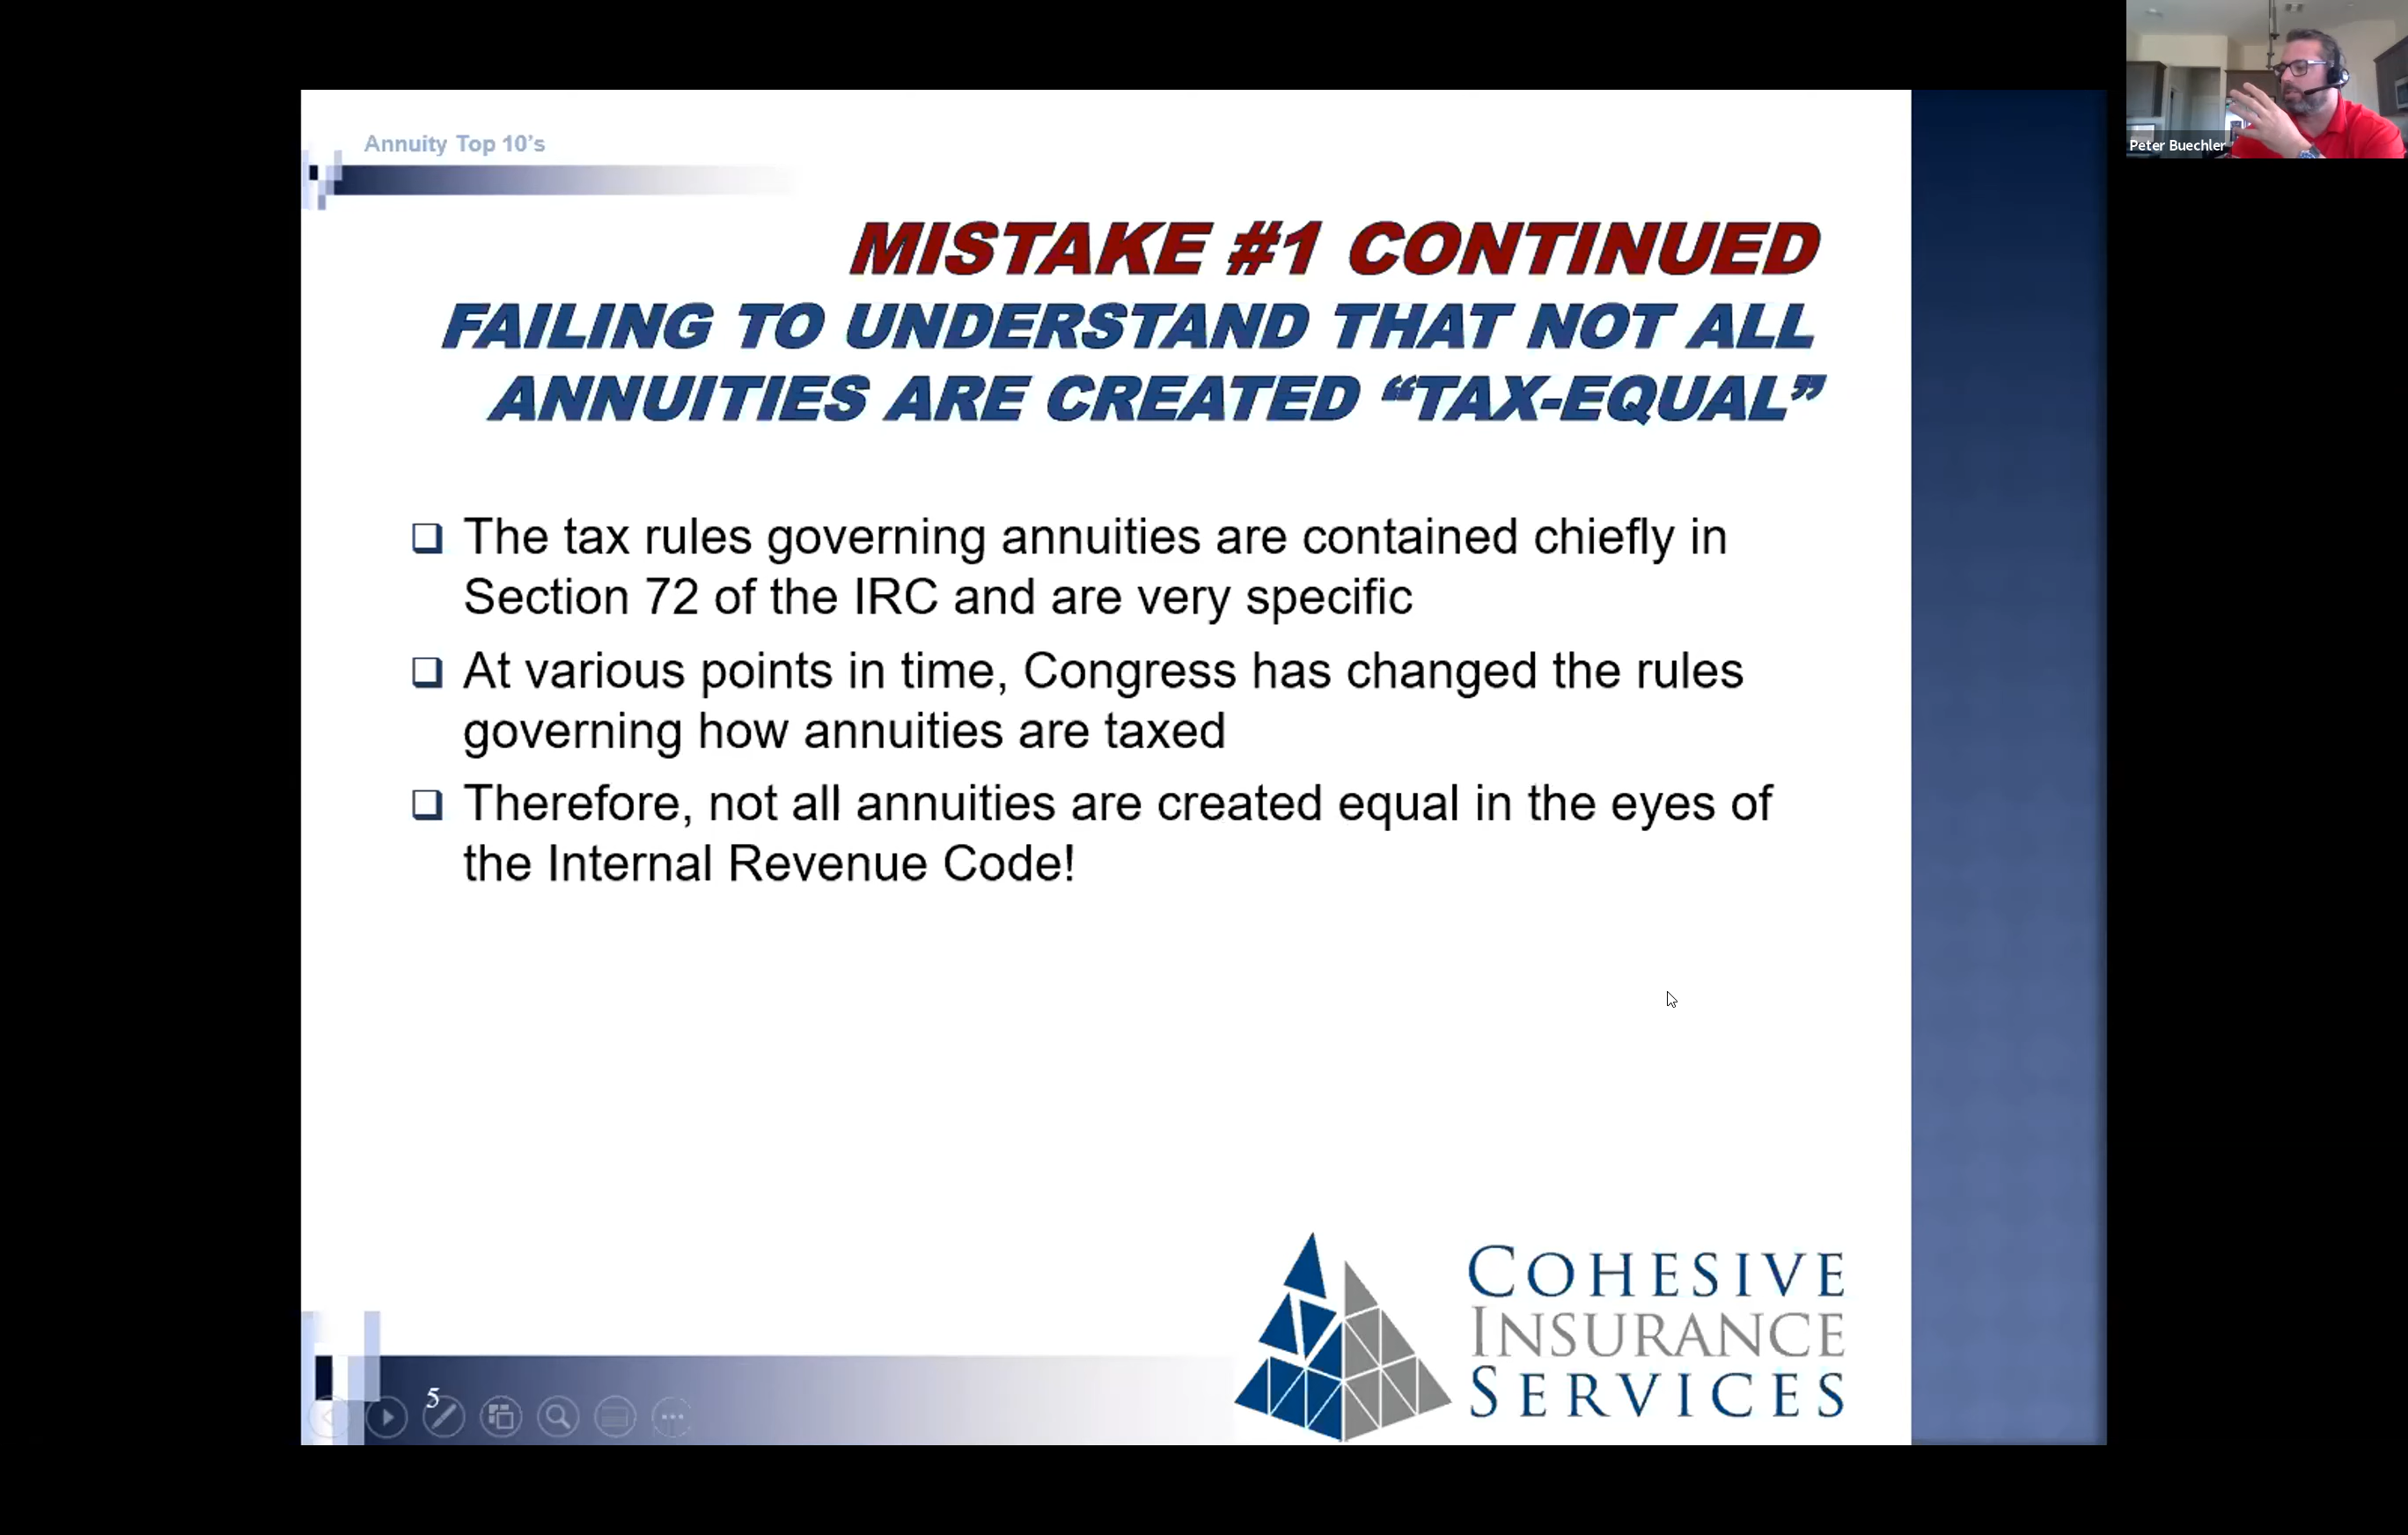 Peter Buechler
Annuity Top 10's
MISTAKE #1 CONTINUED
FAILING TO UNDERSTAND THAT NOT ALL
ANNUITIES ARE CREATED “TAX-EQUAL”
The tax rules governing annuities are contained chiefly in
Section 72 of the IRC and are very specific
At various points in time, Congress has changed the rules
governing how annuities are taxed
Therefore, not all annuities are created equal in the eyes of
the Internal Revenue Code!
COHESIVE
INSURANCE
SERVICES
5